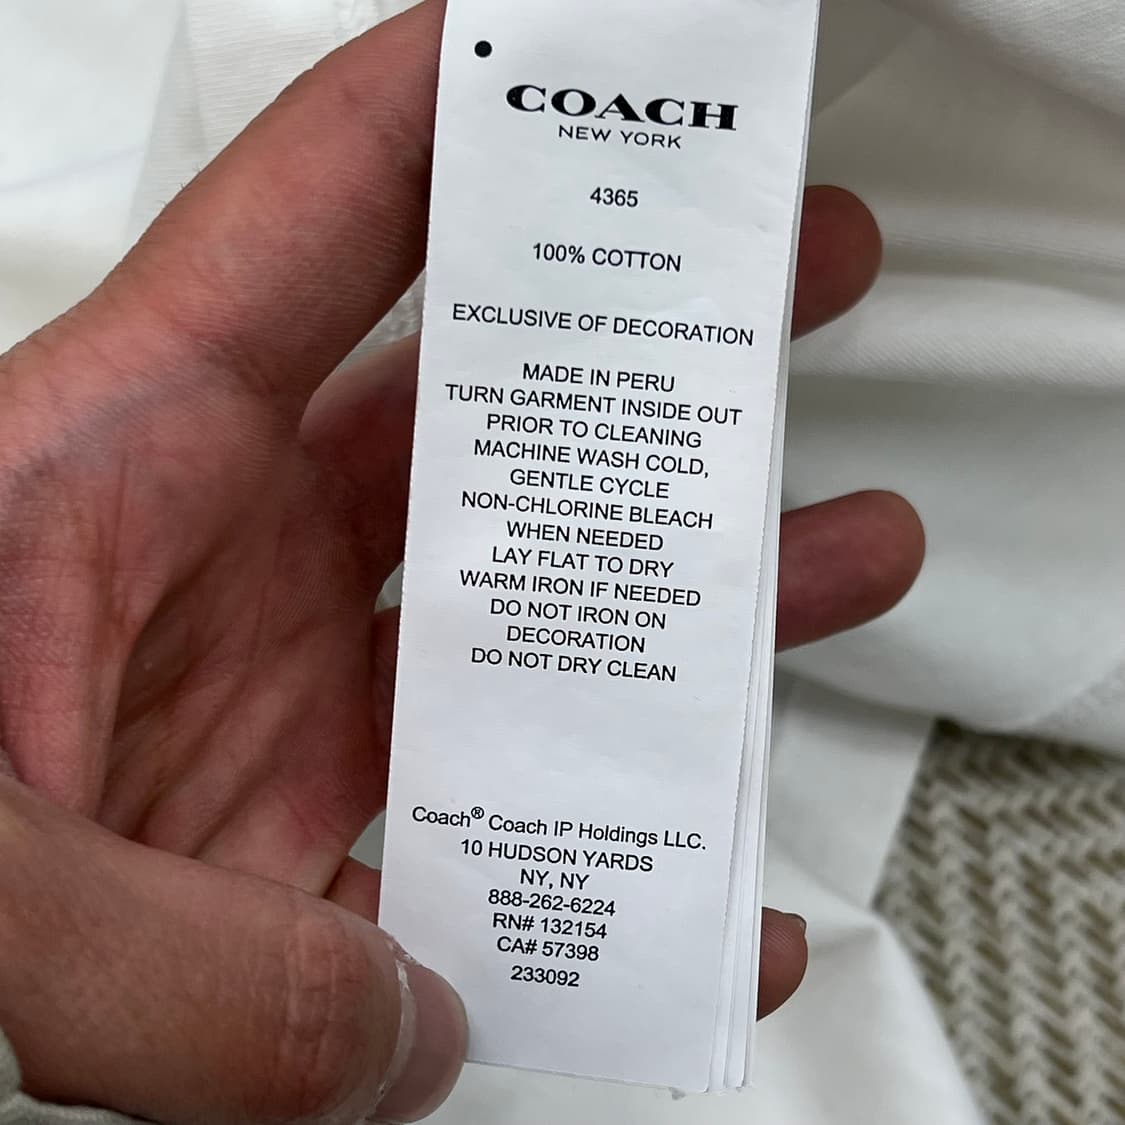 COACH
NEW YORK
4365
100% COTTON
EXCLUSIVE OF DECORATION
MADE IN PERU
TURN GARMENT INSIDE OUT
PRIOR TO CLEANING
MACHINE WASH COLD,
GENTLE CYCLE
NON-CHLORINE BLEACH
WHEN NEEDED
LAY FLAT TO DRY
WARM IRON IF NEEDED
DO NOT IRON ON
DECORATION
DO NOT DRY CLEAN
Coach® Coach IP Holdings LLC.
10 HUDSON YARDS
NY, NY
888-262-6224
RN# 132154
CA# 57398
233092